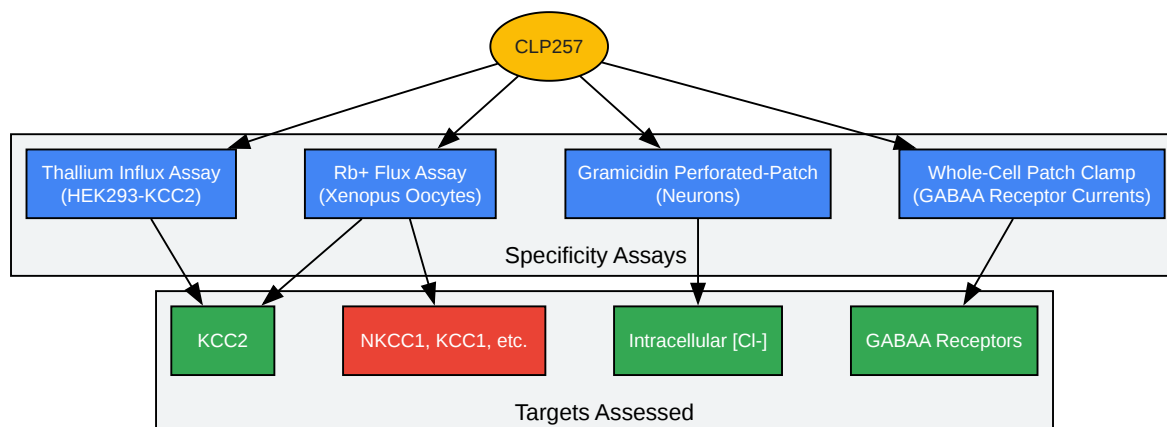 CLP257
Thallium Influx Assay
(HEK293-KCC2)
Rb+ Flux Assay
(Xenopus Oocytes)
Gramicidin Perforated-Patch
(Neurons)
Whole-Cell Patch Clamp
(GABAA Receptor Currents)
Specificity Assays
KCC2
NKCC1, KCC1, etc.
Intracellular [Cl-]
GABAA Receptors
Targets Assessed